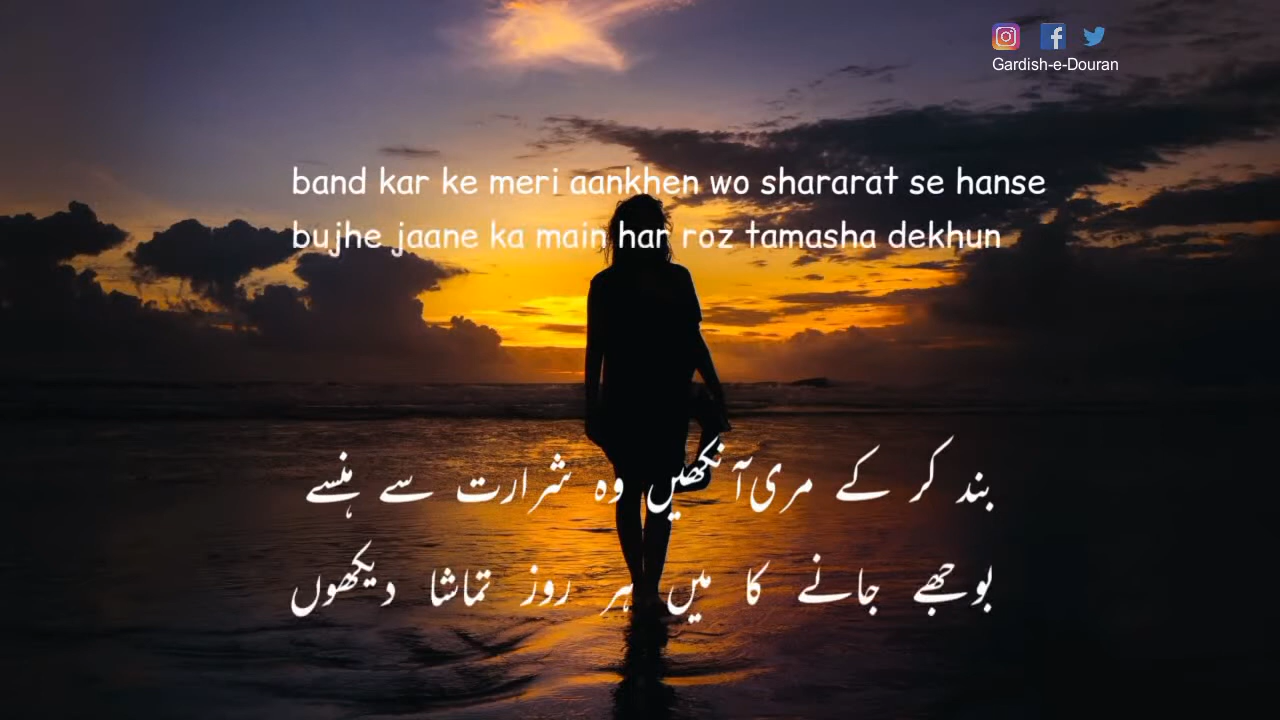 Gardish-e-Douran
band kar ke meri aankhen wo shararat se hanse
bujhe jaane ka main har roz tamasha dekhun
بند کر کے مری آنکھیں وہ شرارت سے ہنسے
بوجھے جانے کا میں ہر روز تماشا دیکھوں